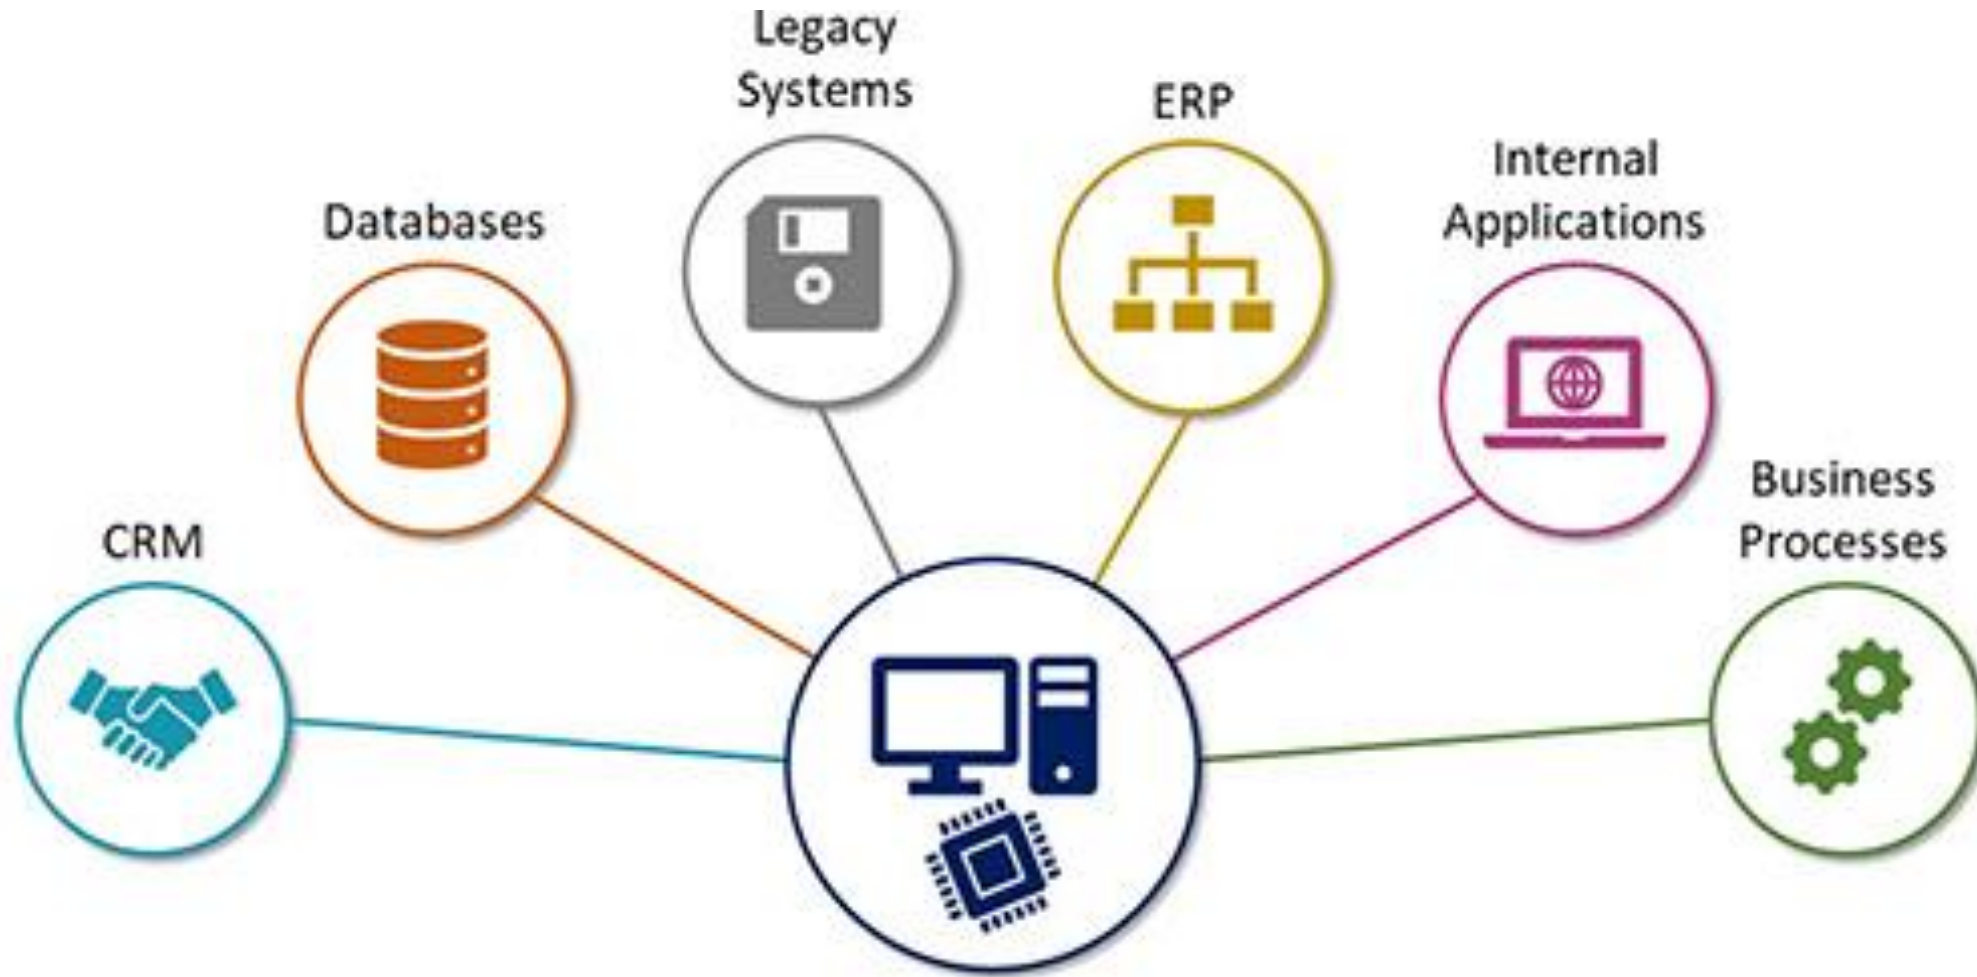 Legacy
Systems
ERP
Internal
Applications
Databases
Business
Processes
CRM